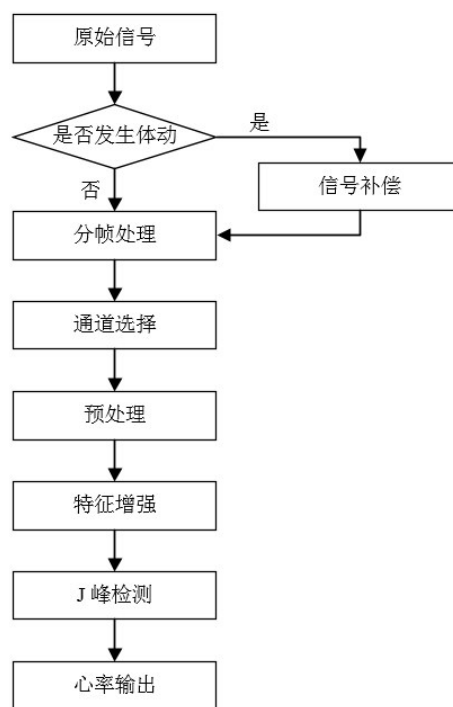 原始信号
是否发生体动
是
否
信号补偿
分帧处理
通道选择
预处理
特征增强
J 峰检测
心率输出